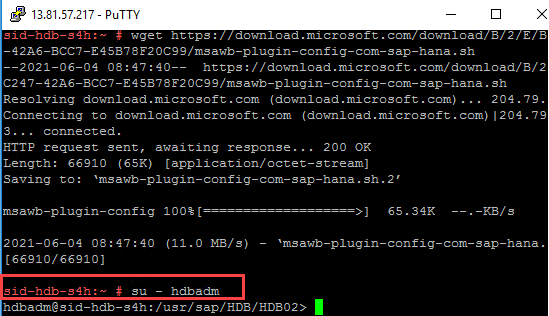 13.81.57.217 - PuTTY
sid-hdb-s4h:~ # wget https://download.microsoft.com/download/B/2/E/B
-42A6-BCC7-E45B78F20C99/msawb-plugin-config-com-sap-hana.sh
--2021-06-04 08:47:40--  https://download.microsoft.com/download/B/2
C247-42A6-BCC7-E45B78F20C99/msawb-plugin-config-com-sap-hana.sh
Resolving download.microsoft.com (download.microsoft.com)... 204.79.
Connecting to download.microsoft.com (download.microsoft.com)|204.79
3... connected.
HTTP request sent, awaiting response... 200 OK
Length: 66910 (65K) [application/octet-stream]
Saving to: ‘msawb-plugin-config-com-sap-hana.sh.2’
msawb-plugin-config 100%[===================>]  65.34K  --.-KB/s
2021-06-04 08:47:40 (11.0 MB/s) - ‘msawb-plugin-config-com-sap-hana.
[66910/66910]
sid-hdb-s4h:~ # su - hdbadm
hdbadm@sid-hdb-s4h:/usr/sap/HDB/HDB02>